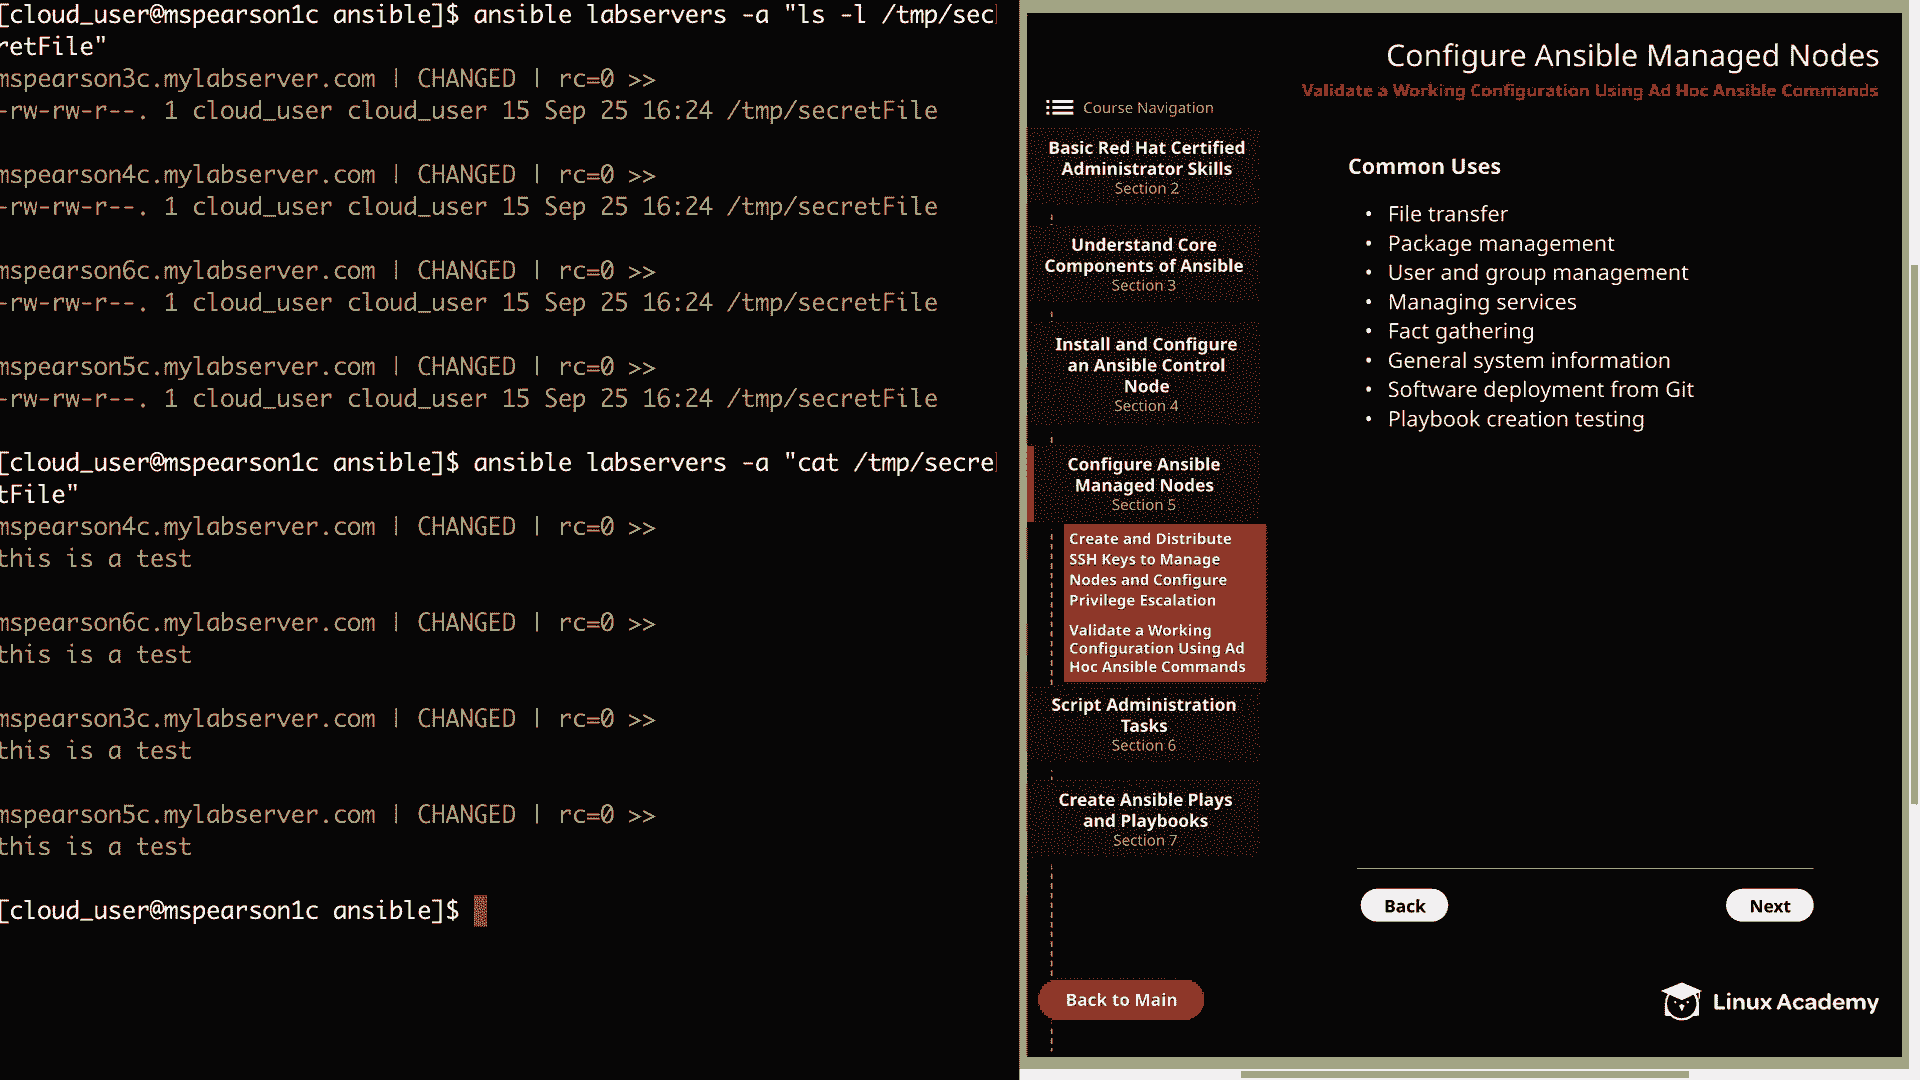 [cloud_user@mspearson1c ansible]$ ansible labservers -a "ls -l /tmp/sec
retFile"
mspearson3c.mylabserver.com | CHANGED | rc=0 >>
-rw-rw-r--. 1 cloud_user cloud_user 15 Sep 25 16:24 /tmp/secretFile
mspearson4c.mylabserver.com | CHANGED | rc=0 >>
-rw-rw-r--. 1 cloud_user cloud_user 15 Sep 25 16:24 /tmp/secretFile
mspearson6c.mylabserver.com | CHANGED | rc=0 >>
-rw-rw-r--. 1 cloud_user cloud_user 15 Sep 25 16:24 /tmp/secretFile
mspearson5c.mylabserver.com | CHANGED | rc=0 >>
-rw-rw-r--. 1 cloud_user cloud_user 15 Sep 25 16:24 /tmp/secretFile
[cloud_user@mspearson1c ansible]$ ansible labservers -a "cat /tmp/secre
tFile"
mspearson4c.mylabserver.com | CHANGED | rc=0 >>
this is a test
mspearson6c.mylabserver.com | CHANGED | rc=0 >>
this is a test
mspearson3c.mylabserver.com | CHANGED | rc=0 >>
this is a test
mspearson5c.mylabserver.com | CHANGED | rc=0 >>
this is a test
[cloud_user@mspearson1c ansible]$
Configure Ansible Managed Nodes
Validate a Working Configuration Using Ad Hoc Ansible Commands
Course Navigation
Basic Red Hat Certified
Administrator Skills
Section 2
Understand Core
Components of Ansible
Section 3
Install and Configure
an Ansible Control
Node
Section 4
Configure Ansible
Managed Nodes
Section 5
Create and Distribute
SSH Keys to Manage
Nodes and Configure
Privilege Escalation
Validate a Working
Configuration Using Ad
Hoc Ansible Commands
Script Administration
Tasks
Section 6
Create Ansible Plays
and Playbooks
Section 7
Back to Main
Common Uses
• File transfer
• Package management
• User and group management
• Managing services
• Fact gathering
• General system information
• Software deployment from Git
• Playbook creation testing
Back
Next
Linux Academy